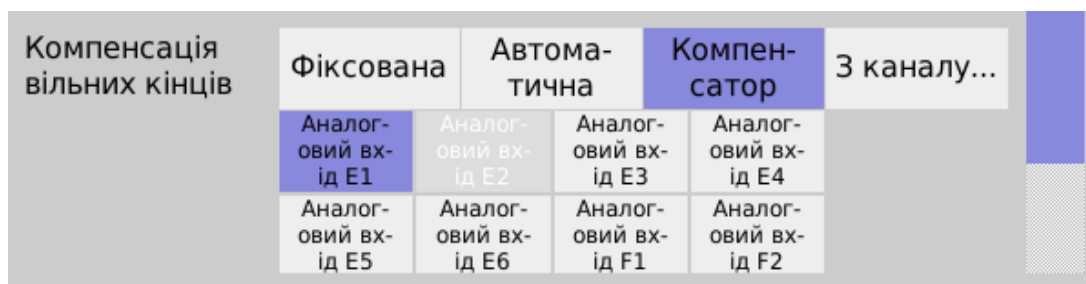 Компенсація
вільних кінців
Фіксована
Автома-
тична
Компен-
сатор
З каналу...
Аналог-
овий вх-
ід E1
Аналог-
овий вх-
ід E2
Аналог-
овий вх-
ід E3
Аналог-
овий вх-
ід E4
Аналог-
овий вх-
ід E5
Аналог-
овий вх-
ід E6
Аналог-
овий вх-
ід F1
Аналог-
овий вх-
ід F2